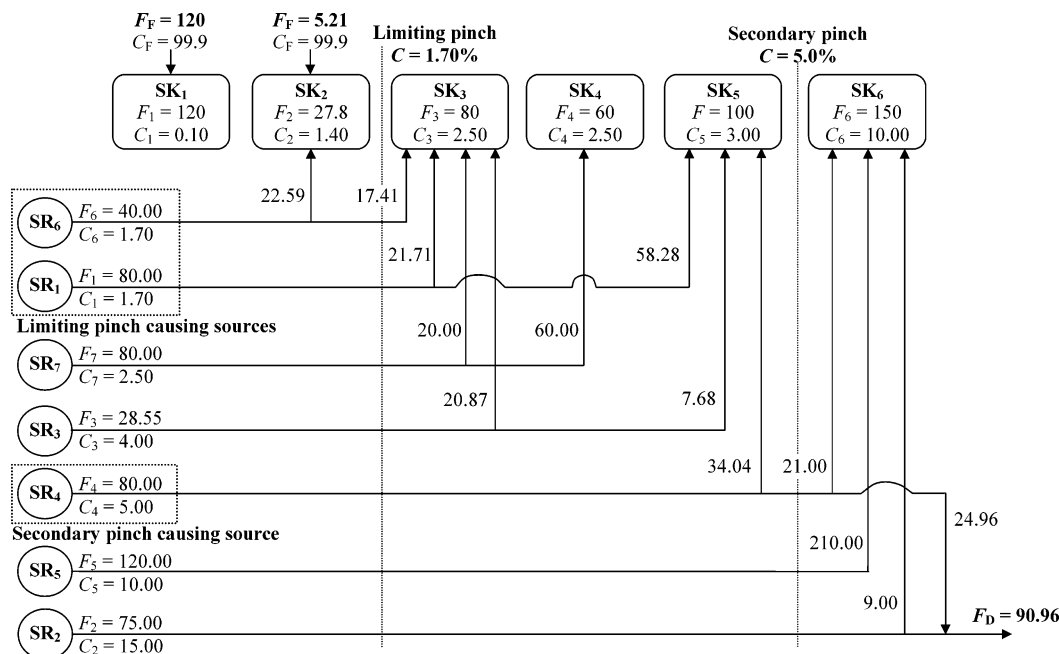 F_F = 120
C_F = 99.9
F_F = 5.21
C_F = 99.9
Limiting pinch
C = 1.70%
Secondary pinch
C = 5.0%
SK₁
F₁ = 120
C₁ = 0.10
SK₂
F₂ = 27.8
C₂ = 1.40
SK₃
F₃ = 80
C₃ = 2.50
SK₄
F₄ = 60
C₄ = 2.50
SK₅
F = 100
C₅ = 3.00
SK₆
F₆ = 150
C₆ = 10.00
22.59
17.41
SR₆
F₆ = 40.00
C₆ = 1.70
21.71
58.28
SR₁
F₁ = 80.00
C₁ = 1.70
Limiting pinch causing sources
20.00
60.00
SR₇
F₇ = 80.00
C₇ = 2.50
20.87
7.68
SR₃
F₃ = 28.55
C₃ = 4.00
34.04
21.00
SR₄
F₄ = 80.00
C₄ = 5.00
24.96
Secondary pinch causing source
210.00
SR₅
F₅ = 120.00
C₅ = 10.00
9.00
F_D = 90.96
SR₂
F₂ = 75.00
C₂ = 15.00